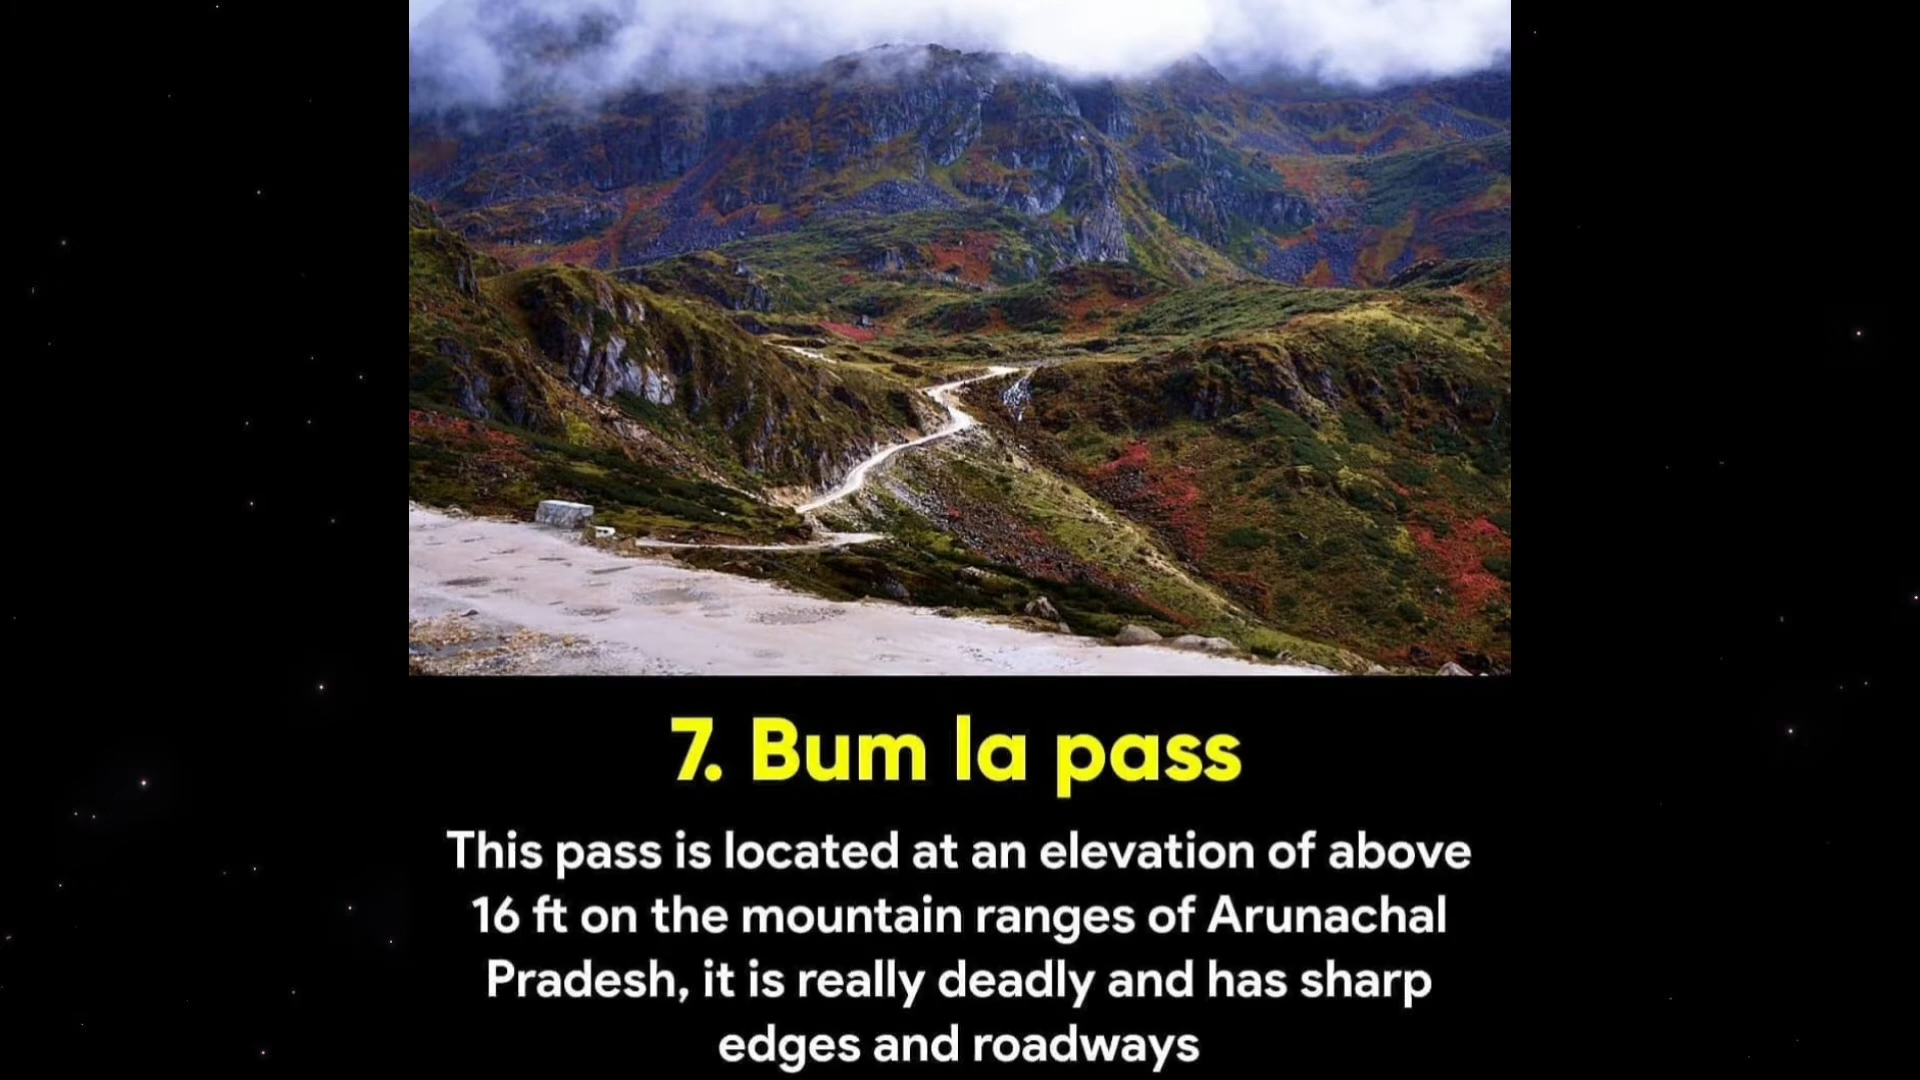 7. Bum la pass
This pass is located at an elevation of above
16 ft on the mountain ranges of Arunachal
Pradesh, it is really deadly and has sharp
edges and roadways